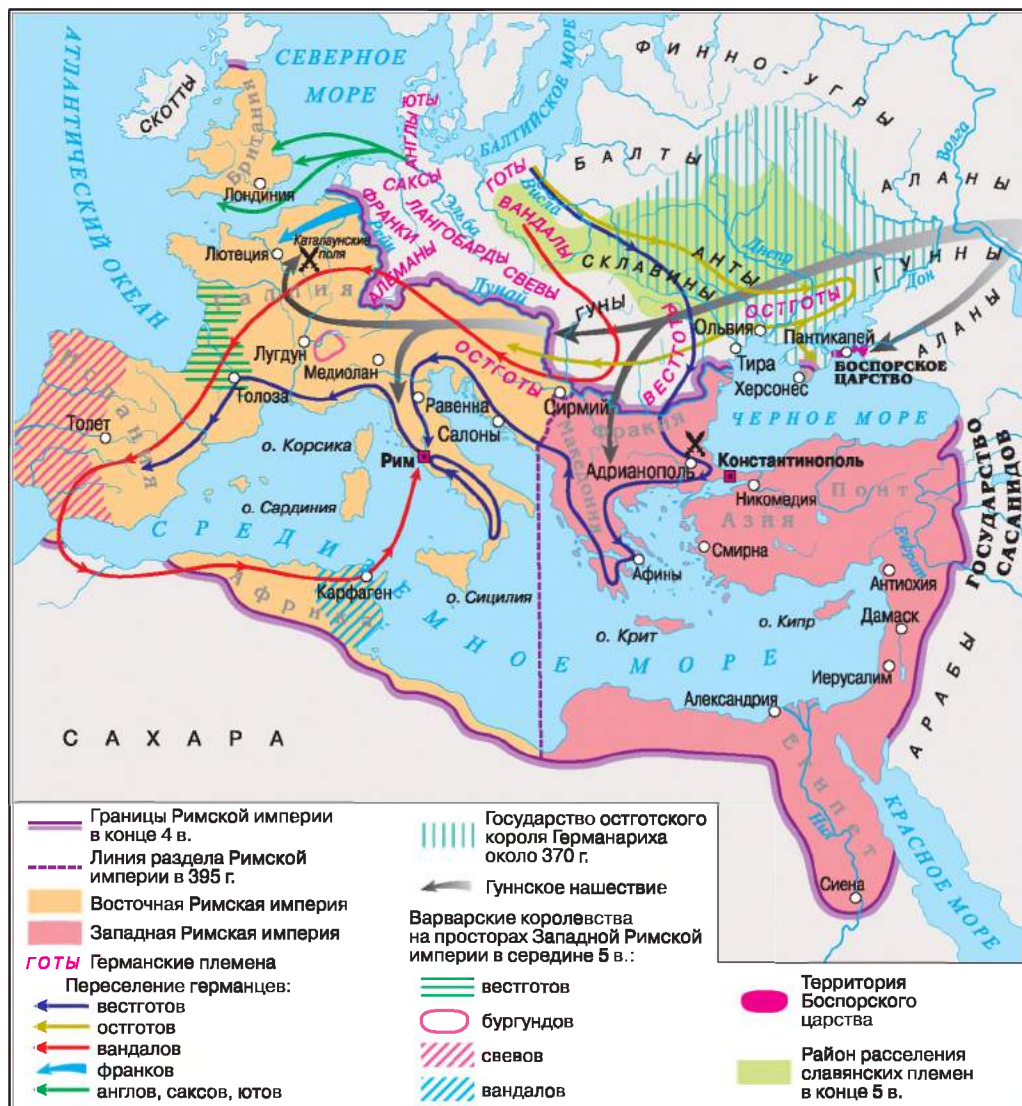 АТЛАНТИЧЕСКИЙ ОКЕАН
СЕВЕРНОЕ
МОРЕ
БАЛТИЙСКОЕ МОРЕ
ФИННО-УГРЫ
СКОТТЫ
Британия
Лондиния
ЮТЫ
АНГЛЫ
САКСЫ
ФРАНКИ
ЛАНГОБАРДЫ
АЛЕМАНЫ
СВЕВЫ
Эльба
Рейн
Дунай
ГОТЫ
Висла
ВАНДАЛЫ
БАЛТЫ
АЛАНЫ
Волга
СКЛАВИНЫ
АНТЫ
Днепр
ГУННЫ
Дон
АЛАНЫ
ГУНЫ
ОСТГОТЫ
ВЕСТГОТЫ
Лютеция
Каталаунские
поля
Галлия
Лугдун
Медиолан
ОСТГОТЫ
Ольвия
Тира
Пантикапей
БОСПОРСКОЕ
ЦАРСТВО
Херсонес
Испания
Толет
Голоза
Равенна
Салоны
Сирмий
Фракия
Македония
ЧЕРНОЕ МОРЕ
о. Корсика
Рим
Адрианополь
Константинополь
Никомедия
Понт
Азия
ГОСУДАРСТВО
САСАНИДОВ
о. Сардиния
Смирна
Евфрат
СРЕДИЗЕМНОЕ МОРЕ
Афины
Антиохия
Африка
Карфаген
о. Сицилия
о. Крит
о. Кипр
Дамаск
Иерусалим
АРАБЫ
Александрия
САХАРА
Египет
Нил
Сиена
КРАСНОЕ МОРЕ
Границы Римской империи
в конце 4 в.
Линия раздела Римской
империи в 395 г.
Восточная Римская империя
Западная Римская империя
ГОТЫ Германские племена
Переселение германцев:
вестготов
остготов
вандалов
франков
англов, саксов, ютов
Государство остготского
короля Германариха
около 370 г.
Гуннское нашествие
Варварские королевства
на просторах Западной Римской
империи в середине 5 в.:
вестготов
бургундов
свевов
вандалов
Территория
Боспорского
царства
Район расселения
славянских племен
в конце 5 в.